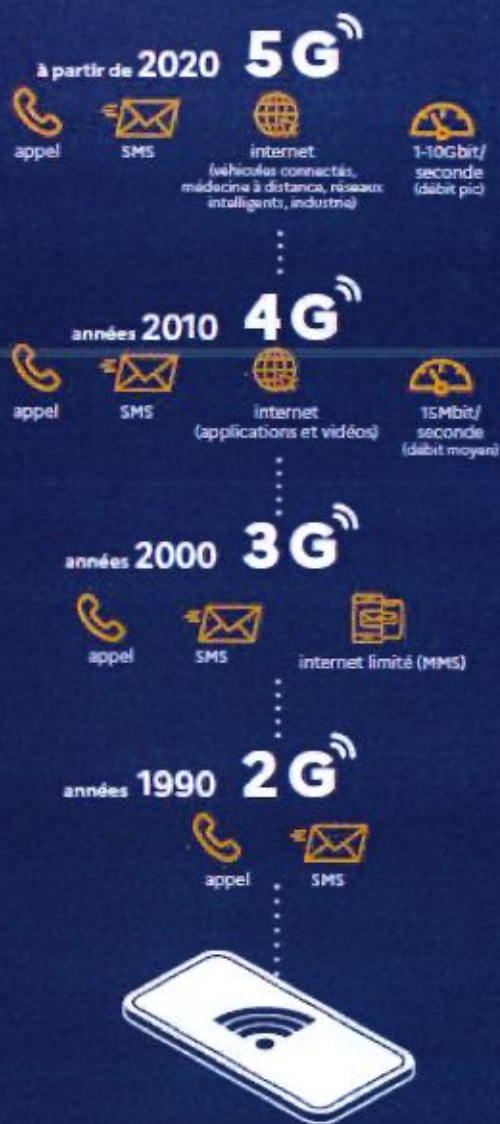 à partir de 2020 5G
appel
SMS
internet
(véhicules connectés,
médecine à distance, réseaux
intelligents, industrie)
1-10Gbit/
seconde
(débit pic)
années 2010 4G
appel
SMS
internet
(applications et vidéos)
15Mbit/
seconde
(débit moyen)
années 2000 3G
appel
SMS
internet limité (MMS)
années 1990 2G
appel
SMS